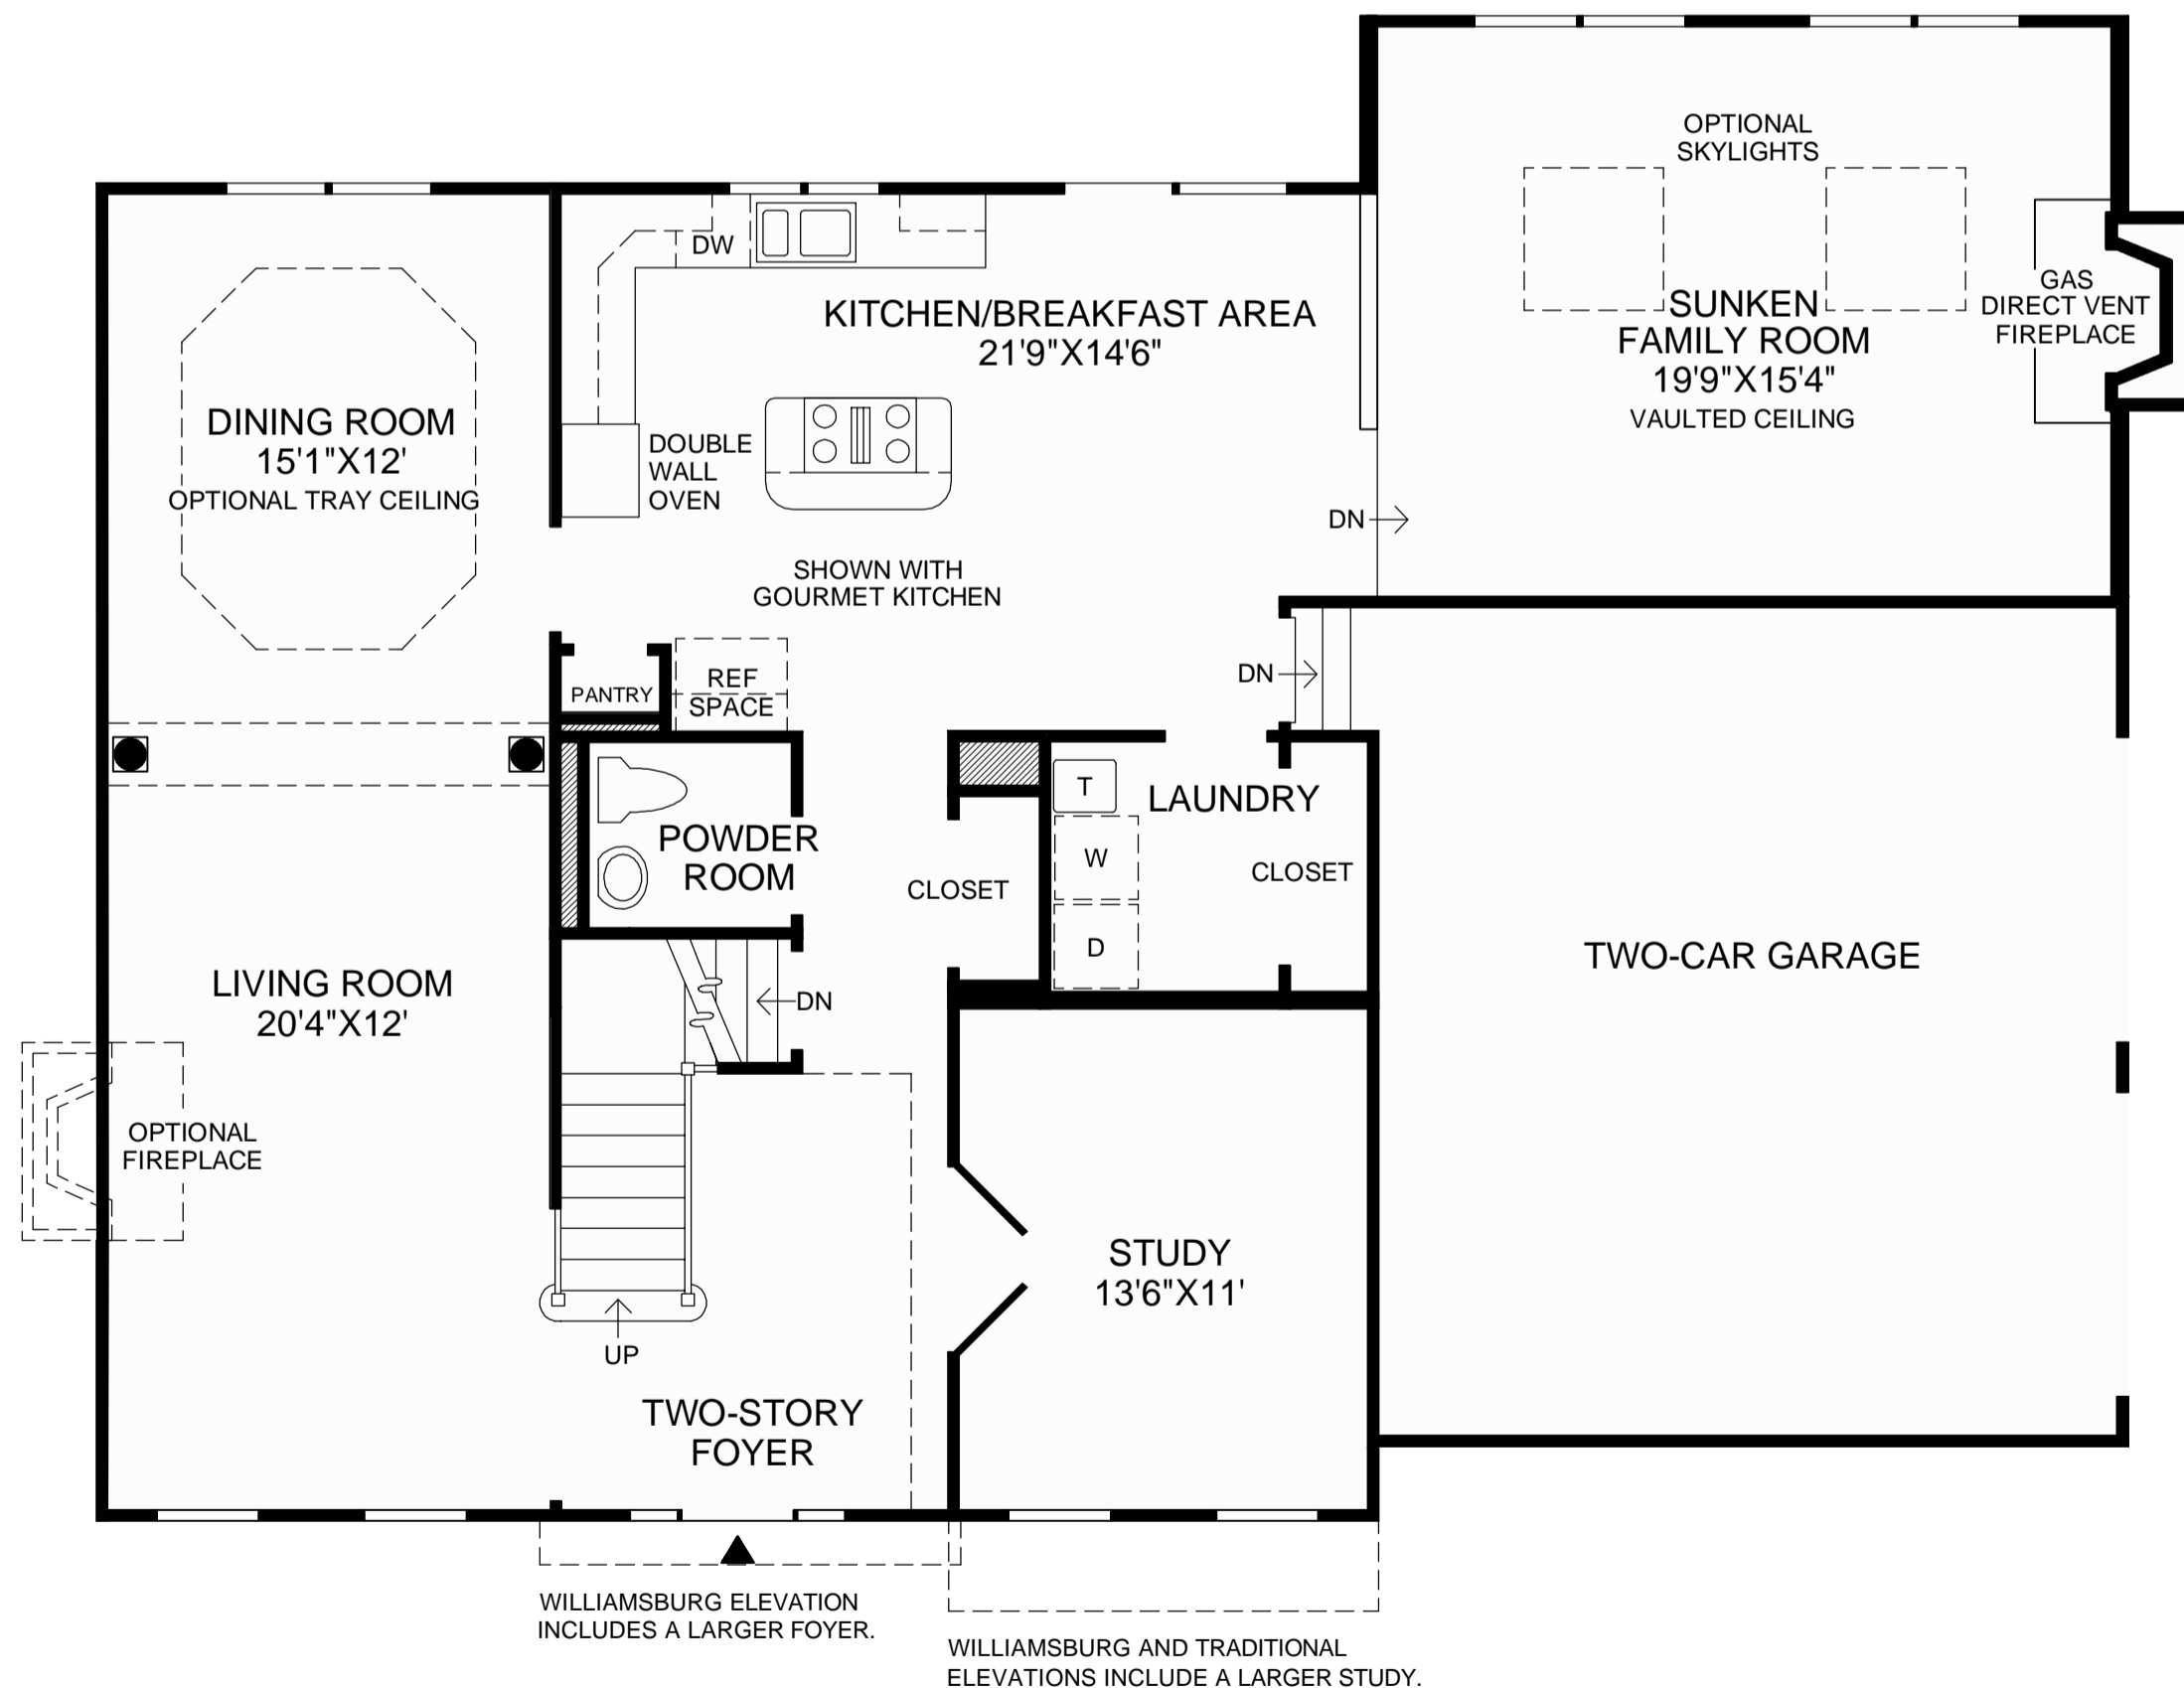 OPTIONAL
SKYLIGHTS
DW
GAS
DIRECT VENT
FIREPLACE
KITCHEN/BREAKFAST AREA
21'9"X14'6"
SUNKEN
FAMILY ROOM
19'9"X15'4"
VAULTED CEILING
DINING ROOM
15'1"X12'
OPTIONAL TRAY CEILING
DOUBLE
WALL
OVEN
DN
SHOWN WITH
GOURMET KITCHEN
DN
PANTRY
REF
SPACE
T
LAUNDRY
POWDER
ROOM
W
CLOSET
CLOSET
D
TWO-CAR GARAGE
LIVING ROOM
20'4"X12'
DN
OPTIONAL
FIREPLACE
STUDY
13'6"X11'
UP
TWO-STORY
FOYER
WILLIAMSBURG ELEVATION
INCLUDES A LARGER FOYER.
WILLIAMSBURG AND TRADITIONAL
ELEVATIONS INCLUDE A LARGER STUDY.